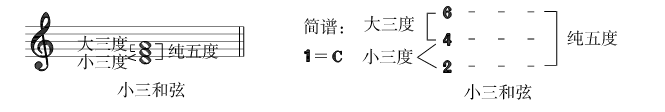 大三度
小三度
纯五度
小三和弦
简谱：
1＝C
大三度
小三度
6 - - -
4 - - -
2 - - -
纯五度
小三和弦